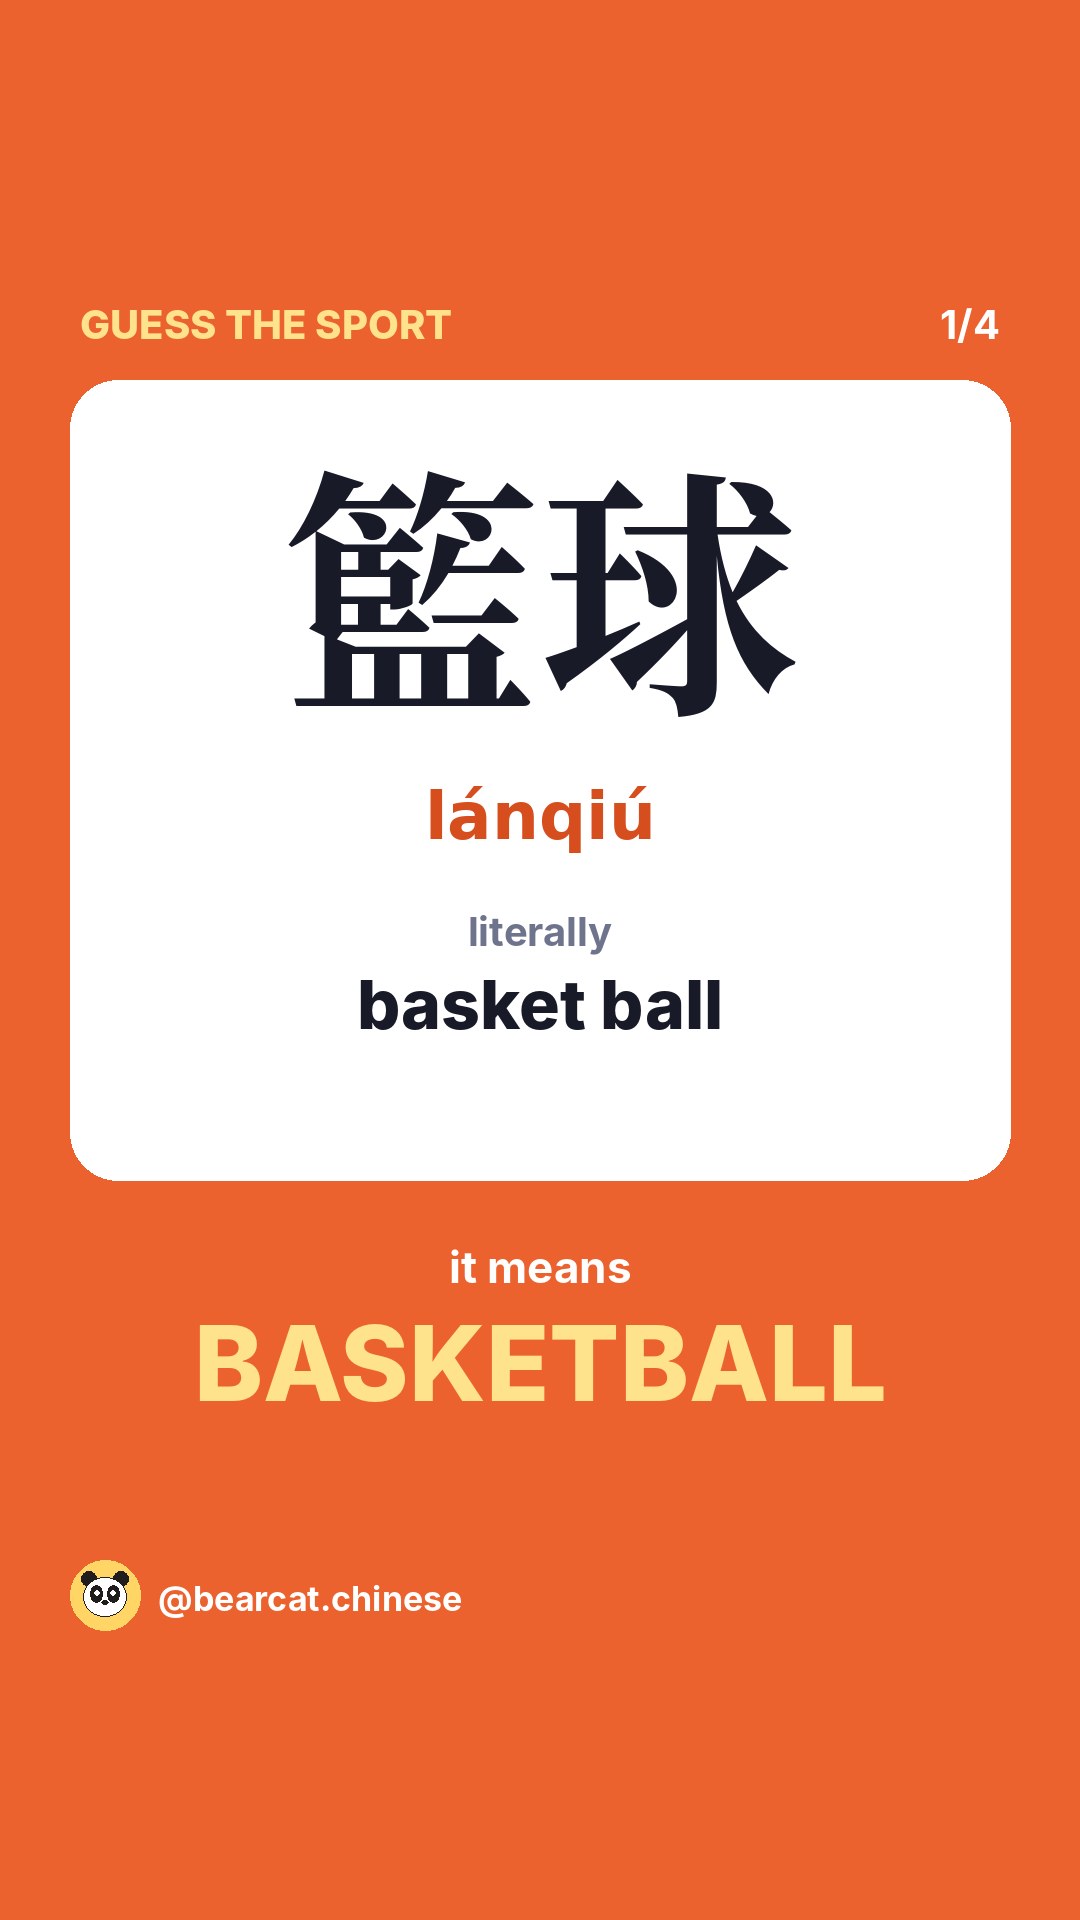 GUESS THE SPORT
1/4
籃球
lánqiú
literally
basket ball
it means
BASKETBALL
@bearcat.chinese